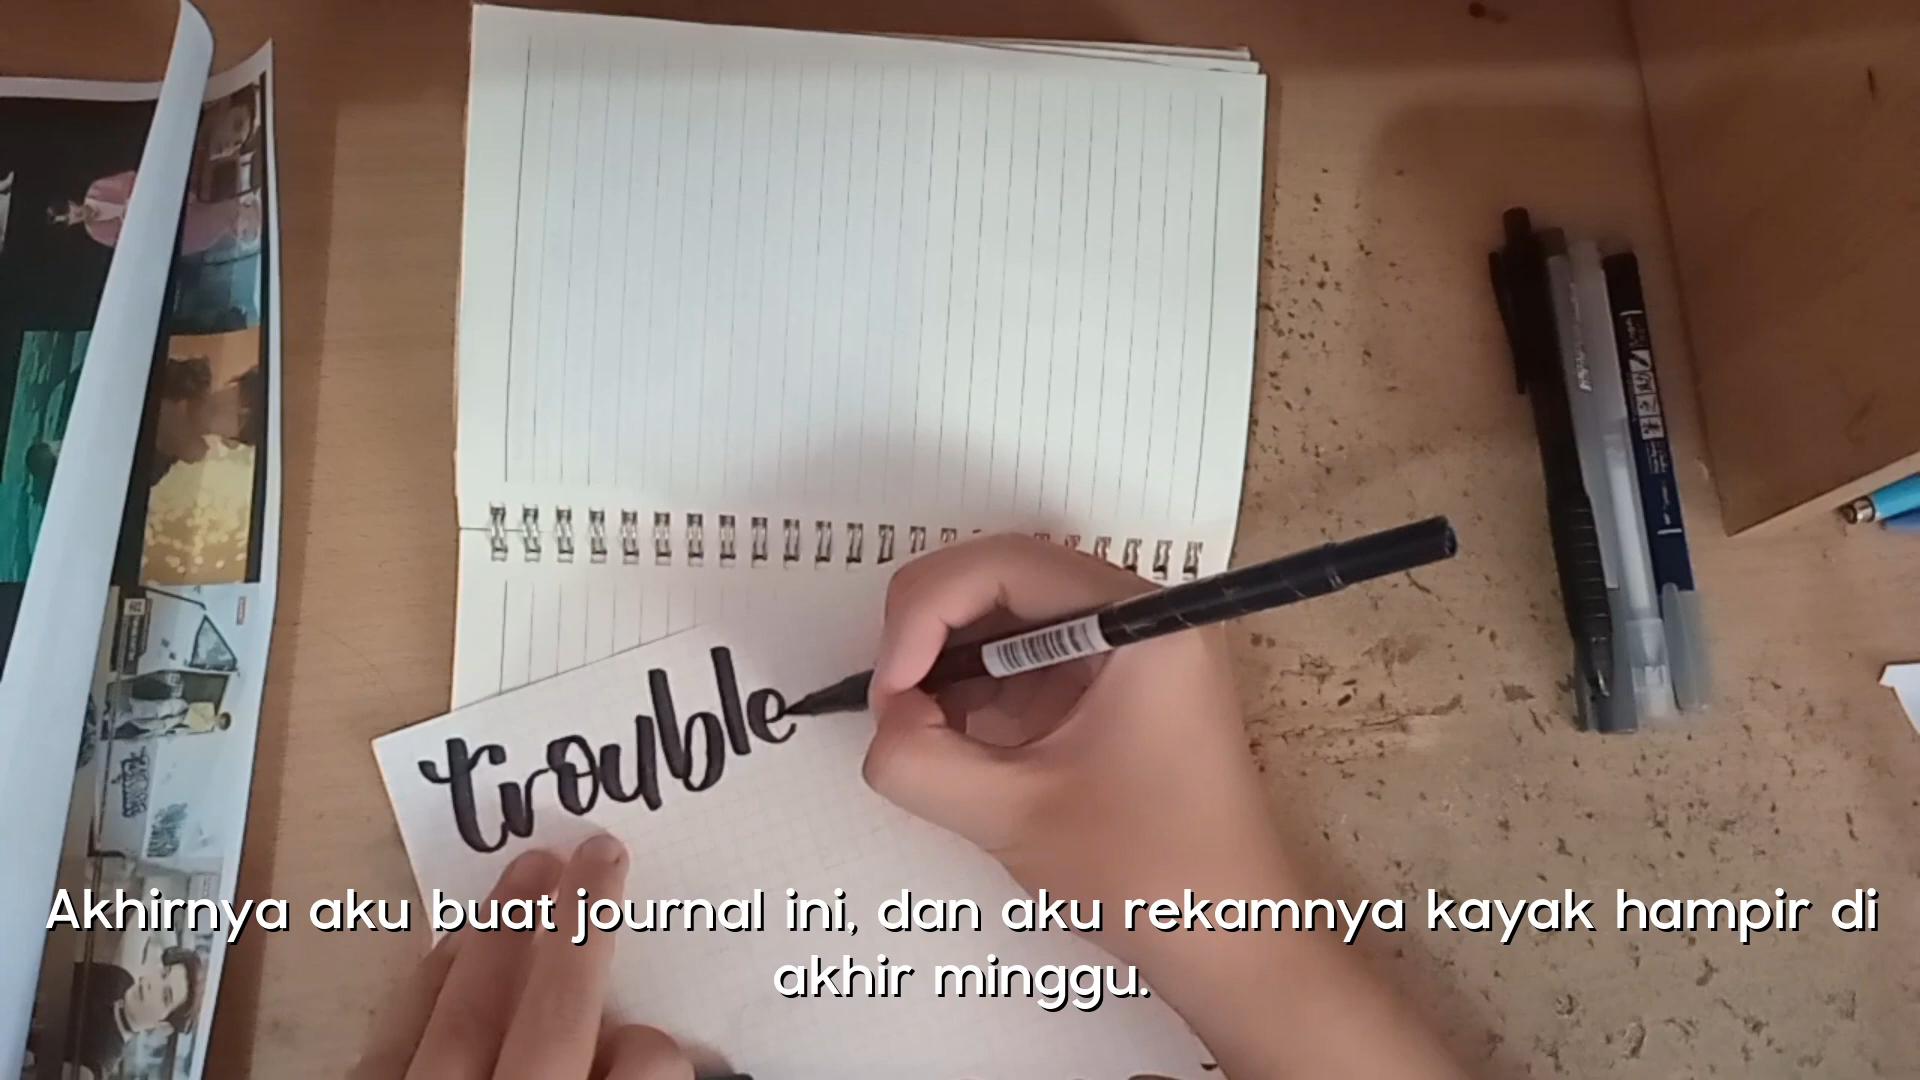 trouble
Akhirnya aku buat journal ini, dan aku rekamnya kayak hampir di
akhir minggu.